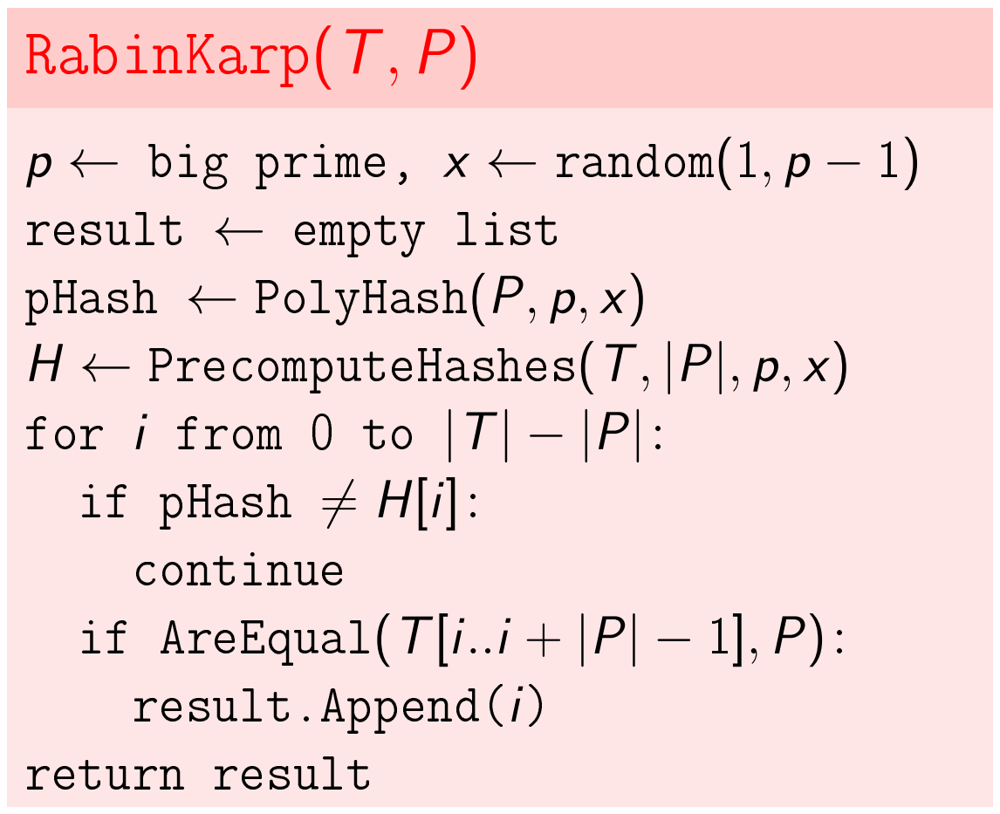 RabinKarp(T, P)
p ← big prime, x ← random(1, p − 1)
result ← empty list
pHash ← PolyHash(P, p, x)
H ← PrecomputeHashes(T, |P|, p, x)
for i from 0 to |T| − |P|:
if pHash ≠ H[i]:
continue
if AreEqual(T[i..i + |P| − 1], P):
result.Append(i)
return result